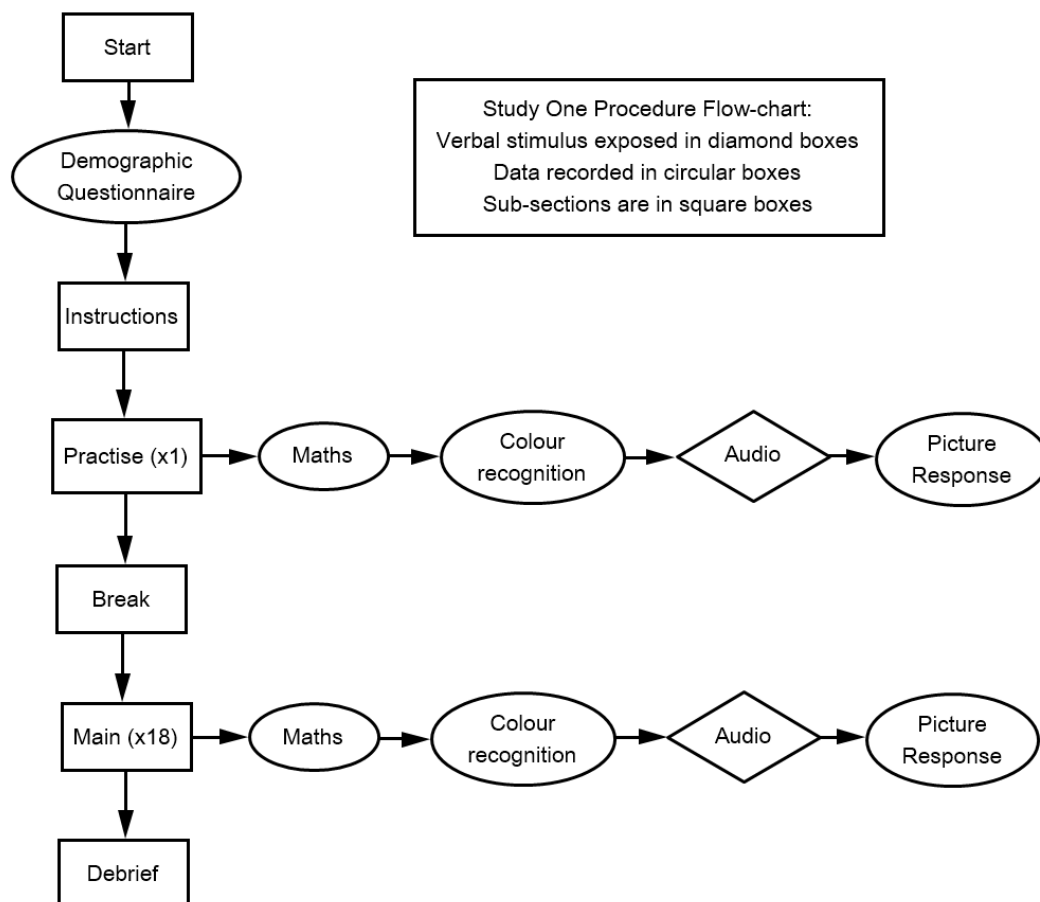 Start
Study One Procedure Flow-chart:
Verbal stimulus exposed in diamond boxes
Data recorded in circular boxes
Sub-sections are in square boxes
Demographic
Questionnaire
Instructions
Practise (x1)
Maths
Colour
recognition
Audio
Picture
Response
Break
Main (x18)
Maths
Colour
recognition
Audio
Picture
Response
Debrief